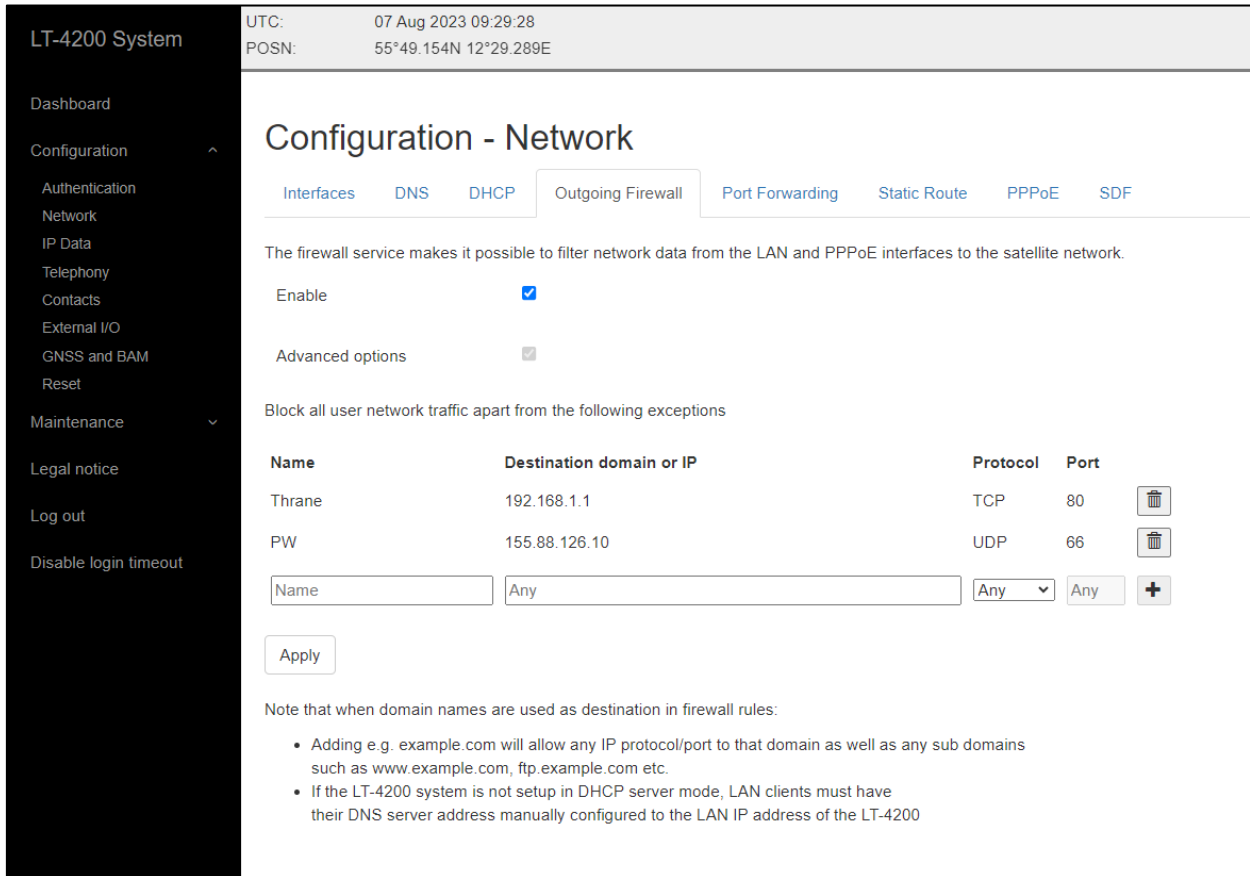 LT-4200 System
Dashboard
Configuration
Authentication
Network
IP Data
Telephony
Contacts
External I/O
GNSS and BAM
Reset
Maintenance
Legal notice
Log out
Disable login timeout
UTC: 07 Aug 2023 09:29:28
POSN: 55°49.154N 12°29.289E
Configuration - Network
Interfaces DNS DHCP Outgoing Firewall Port Forwarding Static Route PPPoE SDF
The firewall service makes it possible to filter network data from the LAN and PPPoE interfaces to the satellite network.
Enable
Advanced options
Block all user network traffic apart from the following exceptions
Name Destination domain or IP Protocol Port
Thrane 192.168.1.1 TCP 80
PW 155.88.126.10 UDP 66
Name Any Any Any
Apply
Note that when domain names are used as destination in firewall rules:
• Adding e.g. example.com will allow any IP protocol/port to that domain as well as any sub domains
such as www.example.com, ftp.example.com etc.
• If the LT-4200 system is not setup in DHCP server mode, LAN clients must have
their DNS server address manually configured to the LAN IP address of the LT-4200